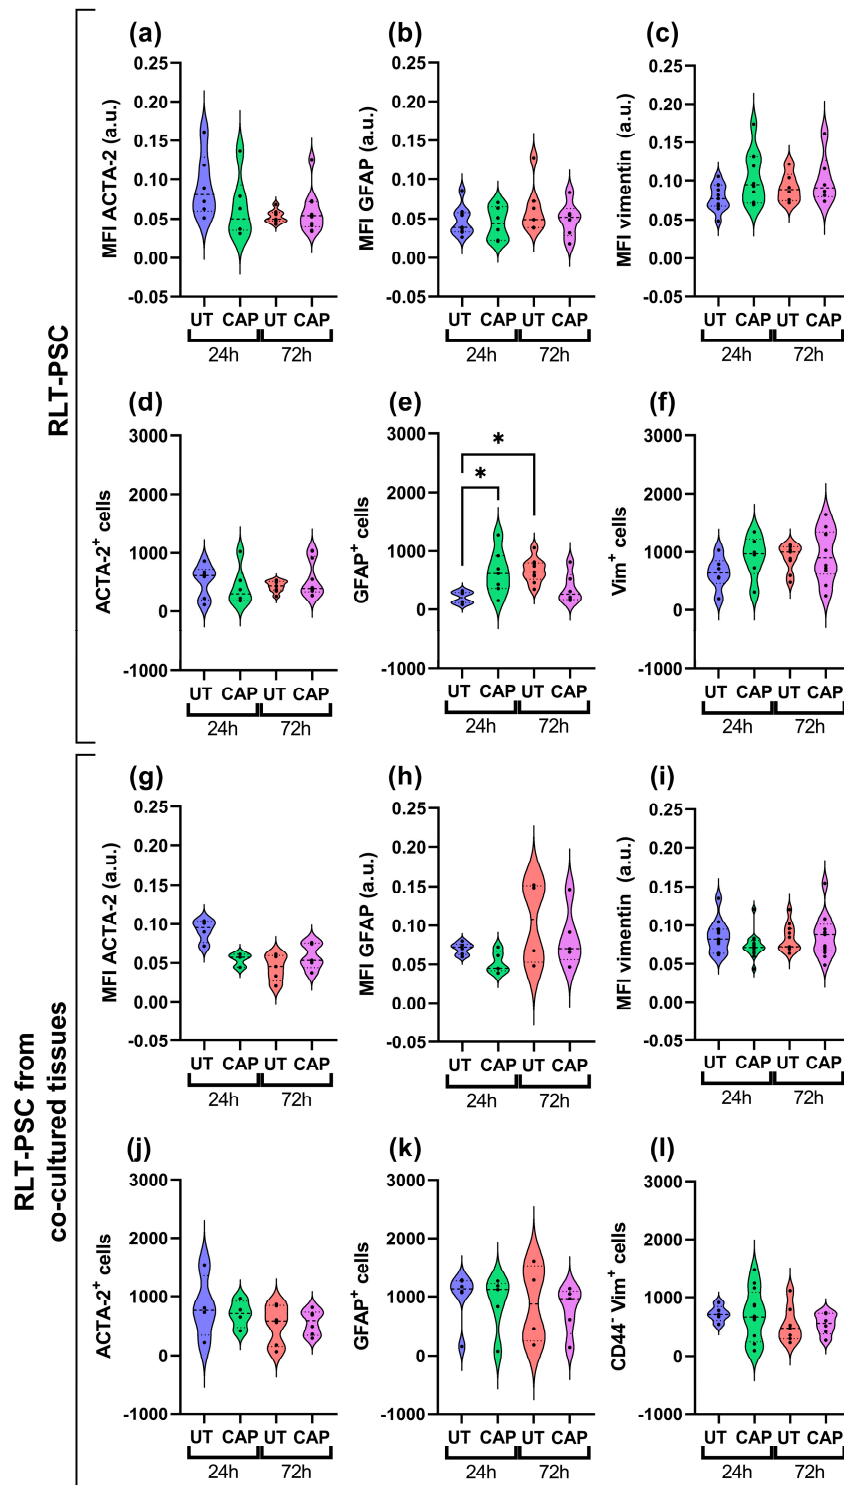 RLT-PSC
(a)
MFI ACTA-2 (a.u.)
0.25
0.20
0.15
0.10
0.05
0.00
-0.05
UT CAP UT CAP
24h 72h
(b)
MFI GFAP (a.u.)
0.25
0.20
0.15
0.10
0.05
0.00
-0.05
UT CAP UT CAP
24h 72h
(c)
MFI vimentin (a.u.)
0.25
0.20
0.15
0.10
0.05
0.00
-0.05
UT CAP UT CAP
24h 72h
(d)
ACTA-2⁺ cells
3000
2000
1000
0
-1000
UT CAP UT CAP
24h 72h
(e)
GFAP⁺ cells
3000
2000
1000
0
-1000
*
*
UT CAP UT CAP
24h 72h
(f)
Vim⁺ cells
3000
2000
1000
0
-1000
UT CAP UT CAP
24h 72h
RLT-PSC from
co-cultured tissues
(g)
MFI ACTA-2 (a.u.)
0.25
0.20
0.15
0.10
0.05
0.00
-0.05
UT CAP UT CAP
24h 72h
(h)
MFI GFAP (a.u.)
0.25
0.20
0.15
0.10
0.05
0.00
-0.05
UT CAP UT CAP
24h 72h
(i)
MFI vimentin (a.u.)
0.25
0.20
0.15
0.10
0.05
0.00
-0.05
UT CAP UT CAP
24h 72h
(j)
ACTA-2⁺ cells
3000
2000
1000
0
-1000
UT CAP UT CAP
24h 72h
(k)
GFAP⁺ cells
3000
2000
1000
0
-1000
UT CAP UT CAP
24h 72h
(l)
CD44⁻ Vim⁺ cells
3000
2000
1000
0
-1000
UT CAP UT CAP
24h 72h